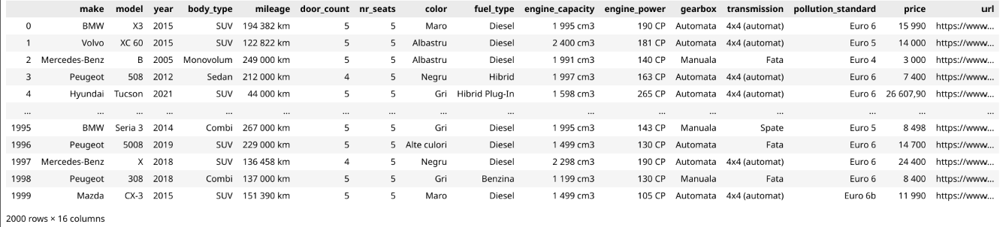 make model year body_type mileage door_count nr_seats color fuel_type engine_capacity engine_power gearbox transmission pollution_standard price url
0 BMW X3 2015 SUV 194 382 km 5 5 Maro Diesel 1 995 cm3 190 CP Automata 4x4 (automat) Euro 6 15 990 https://www...
1 Volvo XC 60 2015 SUV 122 822 km 5 5 Albastru Diesel 2 400 cm3 181 CP Automata 4x4 (automat) Euro 5 14 000 https://www...
2 Mercedes-Benz B 2005 Monovolum 249 000 km 5 5 Albastru Diesel 1 991 cm3 140 CP Manuala Fata Euro 4 3 000 https://www...
3 Peugeot 508 2012 Sedan 212 000 km 4 5 Negru Hibrid 1 997 cm3 163 CP Automata 4x4 (automat) Euro 6 7 400 https://www...
4 Hyundai Tucson 2021 SUV 44 000 km 5 5 Gri Hibrid Plug-In 1 598 cm3 265 CP Automata 4x4 (automat) Euro 6 26 607,90 https://www...
... ... ... ... ... ... ... ... ... ... ... ... ... ... ... ... ...
1995 BMW Seria 3 2014 Combi 267 000 km 5 5 Gri Diesel 1 995 cm3 143 CP Manuala Spate Euro 5 8 498 https://www...
1996 Peugeot 5008 2019 SUV 229 000 km 5 5 Alte culori Diesel 1 499 cm3 130 CP Automata Fata Euro 6 14 700 https://www...
1997 Mercedes-Benz X 2018 SUV 136 458 km 4 5 Negru Diesel 2 298 cm3 190 CP Automata 4x4 (automat) Euro 6 24 400 https://www...
1998 Peugeot 308 2018 Combi 137 000 km 5 5 Gri Benzina 1 199 cm3 130 CP Manuala Fata Euro 6 8 400 https://www...
1999 Mazda CX-3 2015 SUV 151 390 km 5 5 Maro Diesel 1 499 cm3 105 CP Automata 4x4 (automat) Euro 6b 11 990 https://www...
2000 rows × 16 columns